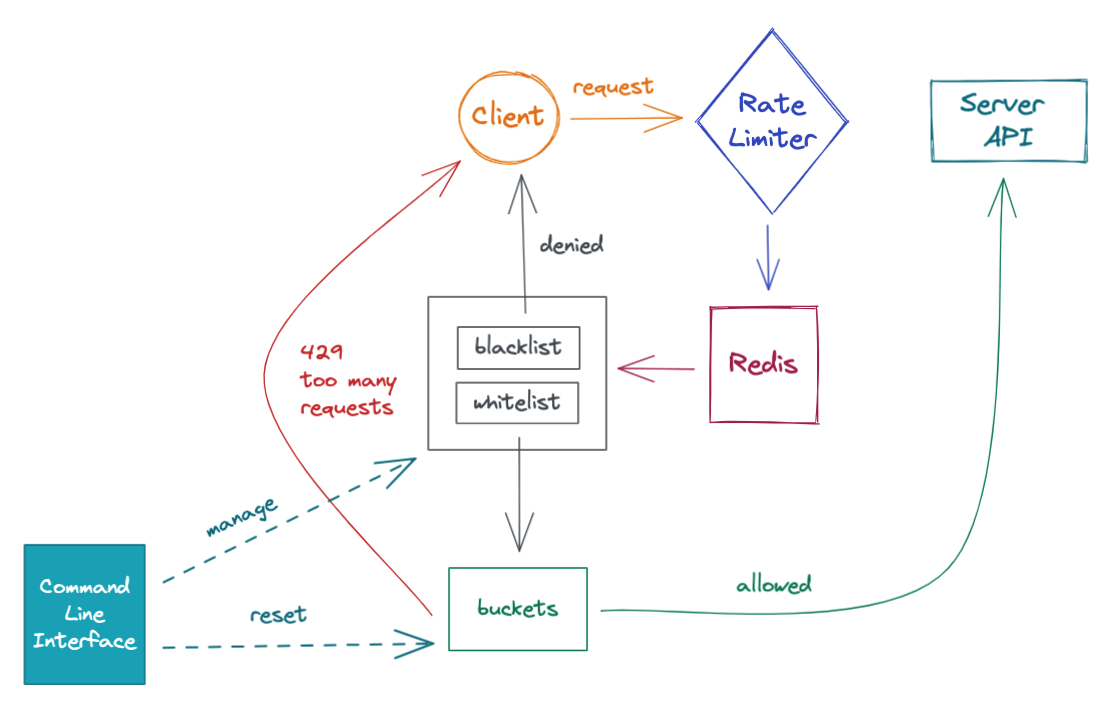 request
Client
Rate
Limiter
Server
API
denied
blacklist
whitelist
Redis
429
too many
requests
manage
Command
Line
Interface
reset
buckets
allowed